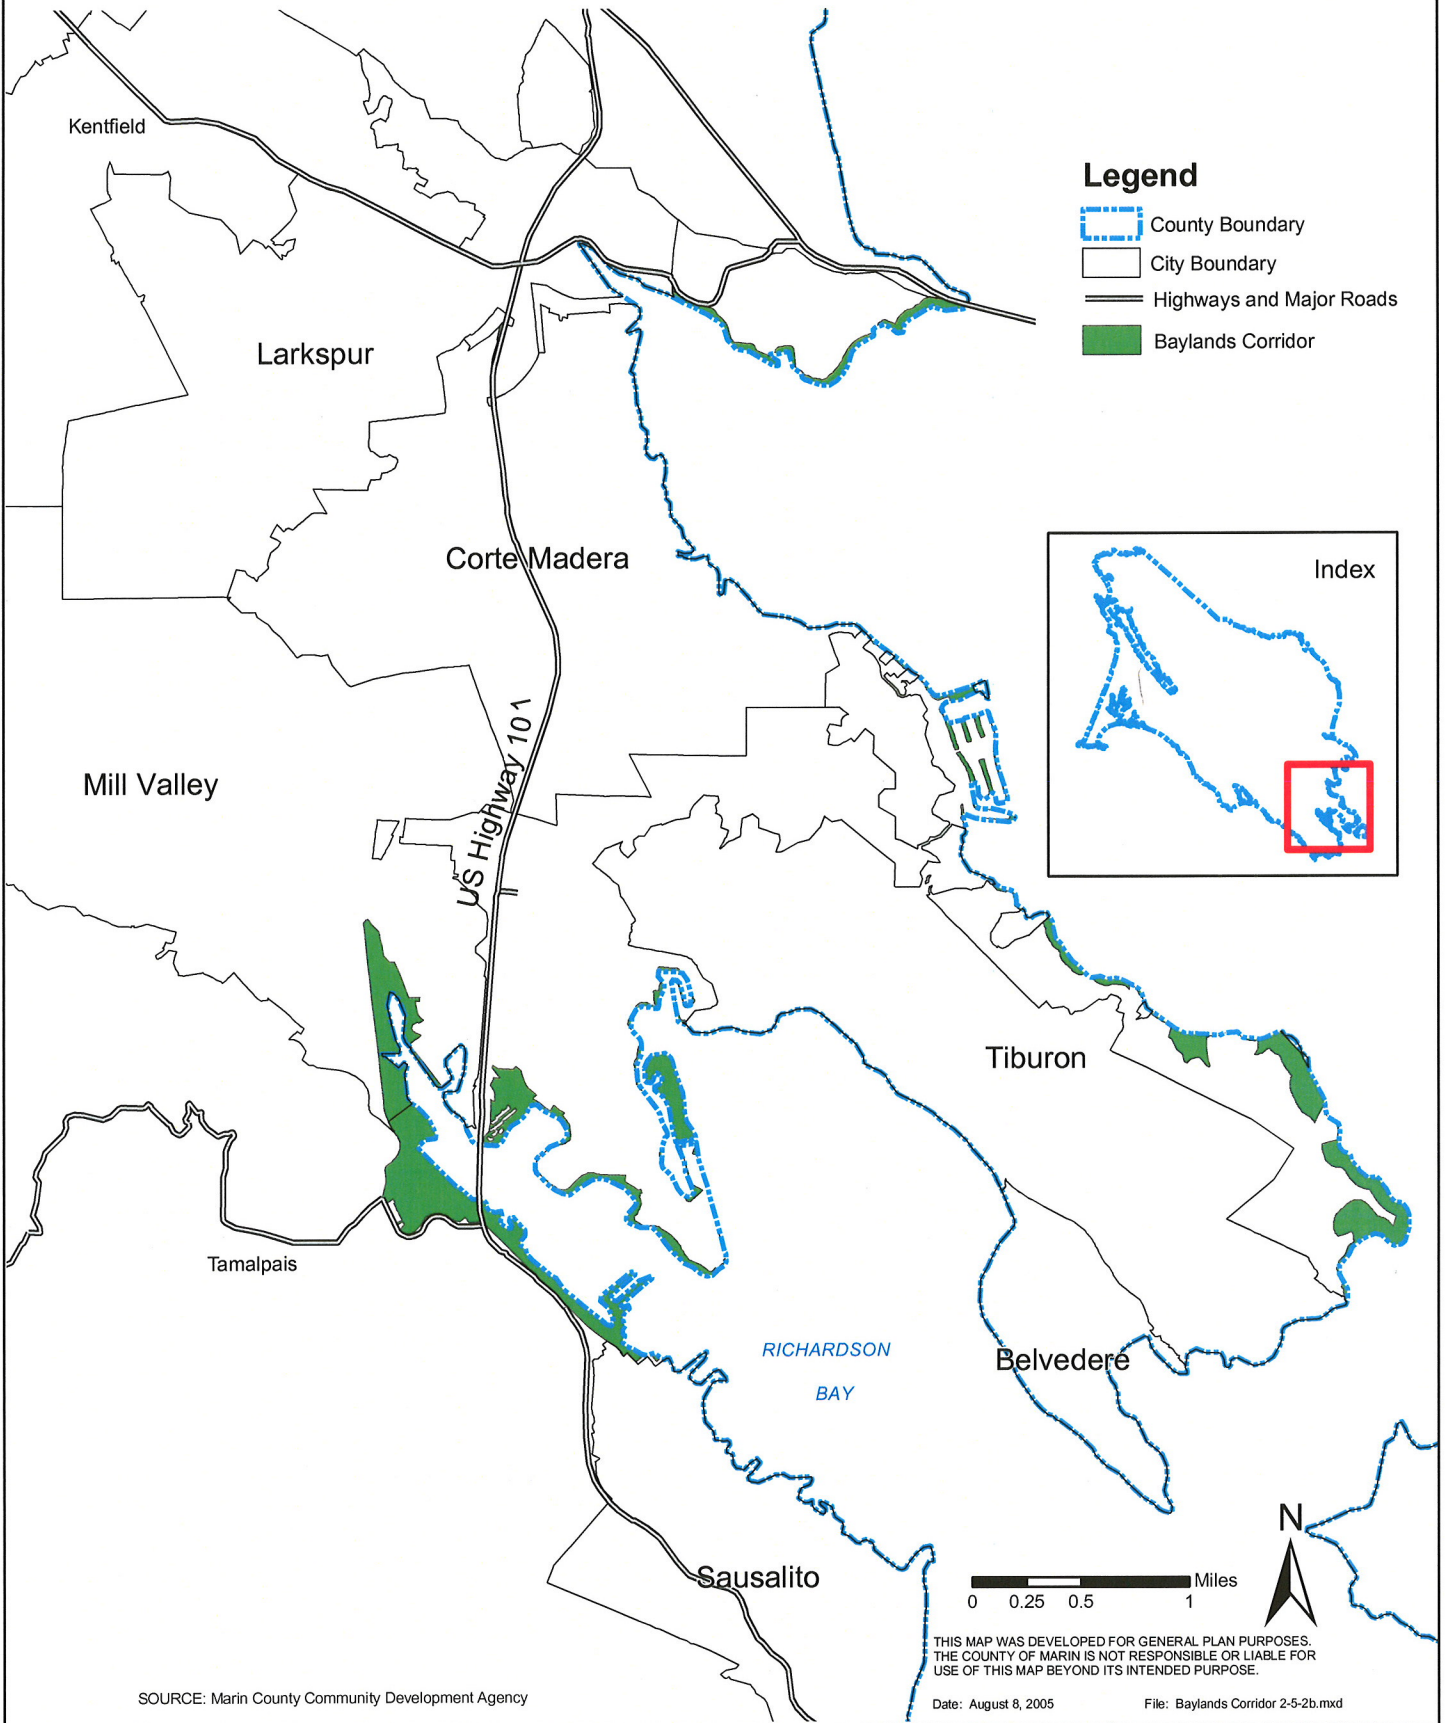 Kentfield
Legend
County Boundary
City Boundary
Highways and Major Roads
Baylands Corridor
Larkspur
Corte Madera
Index
US Highway 101
Mill Valley
Tiburon
Tamalpais
RICHARDSON
BAY
Belvedere
N
Sausalito
Miles
0 0.25 0.5 1
THIS MAP WAS DEVELOPED FOR GENERAL PLAN PURPOSES.
THE COUNTY OF MARIN IS NOT RESPONSIBLE OR LIABLE FOR
USE OF THIS MAP BEYOND ITS INTENDED PURPOSE.
SOURCE: Marin County Community Development Agency
Date: August 8, 2005 File: Baylands Corridor 2-5-2b.mxd